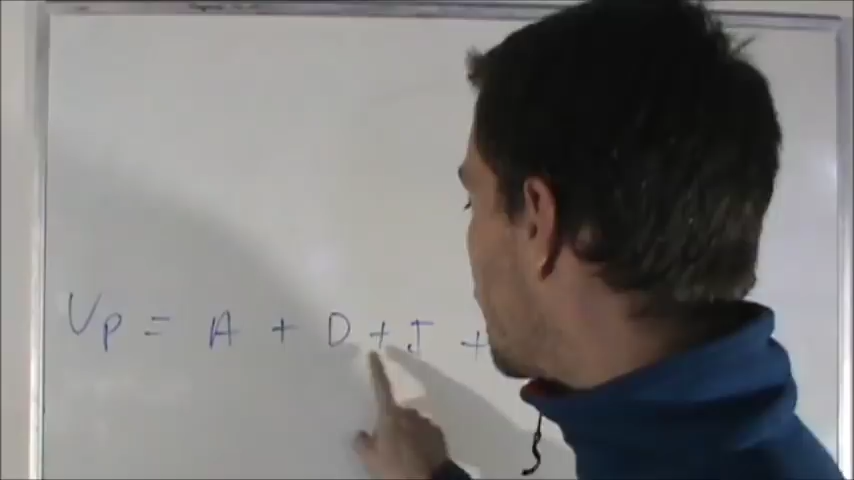 Vp = A + D + J +